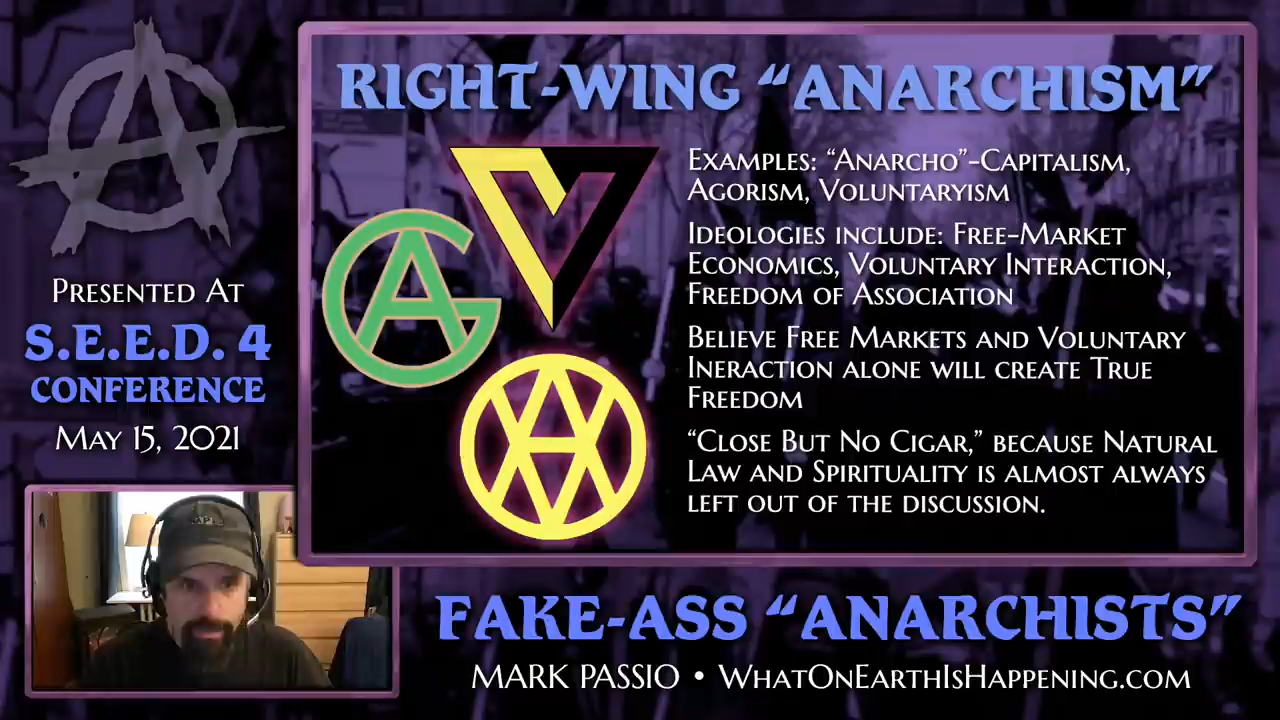 RIGHT-WING “ANARCHISM”
EXAMPLES: “ANARCHO”-CAPITALISM,
AGORISM, VOLUNTARYISM
IDEOLOGIES INCLUDE: FREE-MARKET
ECONOMICS, VOLUNTARY INTERACTION,
FREEDOM OF ASSOCIATION
BELIEVE FREE MARKETS AND VOLUNTARY
INERACTION ALONE WILL CREATE TRUE
FREEDOM
“CLOSE BUT NO CIGAR,” BECAUSE NATURAL
LAW AND SPIRITUALITY IS ALMOST ALWAYS
LEFT OUT OF THE DISCUSSION.
PRESENTED AT
S.E.E.D. 4
CONFERENCE
MAY 15, 2021
FAKE-ASS “ANARCHISTS”
MARK PASSIO • WHATONEARTHISHAPPENING.COM